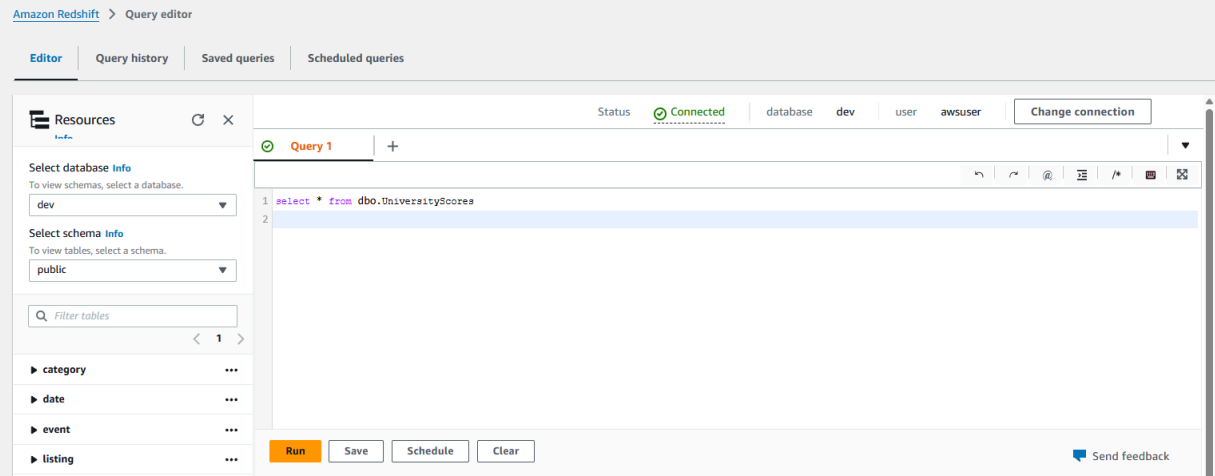 Amazon Redshift > Query editor
Editor Query history Saved queries Scheduled queries
Resources
Info
Status Connected database dev user awsuser Change connection
Query 1 +
Select database Info
To view schemas, select a database.
dev
Select schema Info
To view tables, select a schema.
public
Filter tables
< 1 >
category •••
date •••
event •••
listing •••
/*
1 select * from dbo.UniversityScores
2
Run Save Schedule Clear
Send feedback